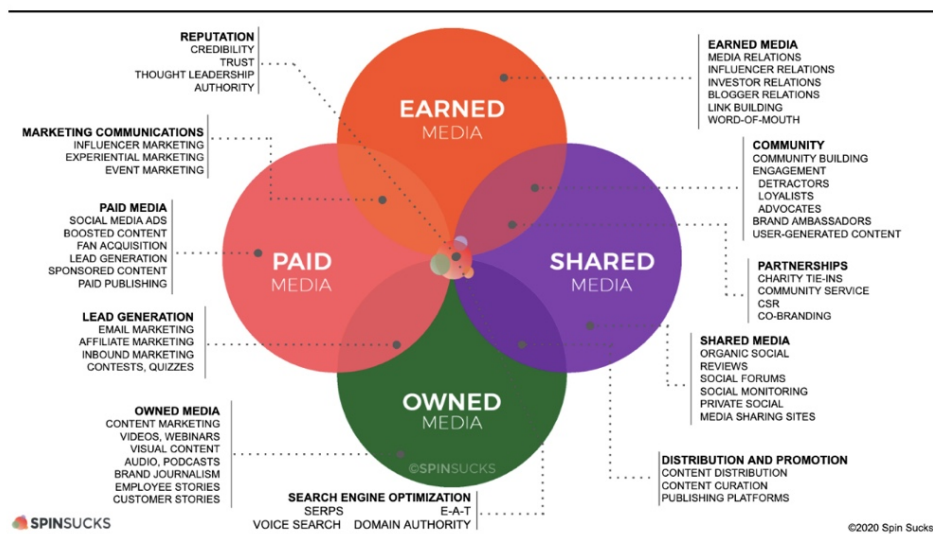 REPUTATION
CREDIBILITY
TRUST
THOUGHT LEADERSHIP
AUTHORITY
MARKETING COMMUNICATIONS
INFLUENCER MARKETING
EXPERIENTIAL MARKETING
EVENT MARKETING
PAID MEDIA
SOCIAL MEDIA ADS
BOOSTED CONTENT
FAN ACQUISITION
LEAD GENERATION
SPONSORED CONTENT
PAID PUBLISHING
LEAD GENERATION
EMAIL MARKETING
AFFILIATE MARKETING
INBOUND MARKETING
CONTESTS, QUIZZES
OWNED MEDIA
CONTENT MARKETING
VIDEOS, WEBINARS
VISUAL CONTENT
AUDIO, PODCASTS
BRAND JOURNALISM
EMPLOYEE STORIES
CUSTOMER STORIES
EARNED
MEDIA
PAID
MEDIA
SHARED
MEDIA
OWNED
MEDIA
©SPINSUCKS
SEARCH ENGINE OPTIMIZATION
SERPS E-A-T
VOICE SEARCH DOMAIN AUTHORITY
EARNED MEDIA
MEDIA RELATIONS
INFLUENCER RELATIONS
INVESTOR RELATIONS
BLOGGER RELATIONS
LINK BUILDING
WORD-OF-MOUTH
COMMUNITY
COMMUNITY BUILDING
ENGAGEMENT
DETRACTORS
LOYALISTS
ADVOCATES
BRAND AMBASSADORS
USER-GENERATED CONTENT
PARTNERSHIPS
CHARITY TIE-INS
COMMUNITY SERVICE
CSR
CO-BRANDING
SHARED MEDIA
ORGANIC SOCIAL
REVIEWS
SOCIAL FORUMS
SOCIAL MONITORING
PRIVATE SOCIAL
MEDIA SHARING SITES
DISTRIBUTION AND PROMOTION
CONTENT DISTRIBUTION
CONTENT CURATION
PUBLISHING PLATFORMS
SPINSUCKS
©2020 Spin Sucks